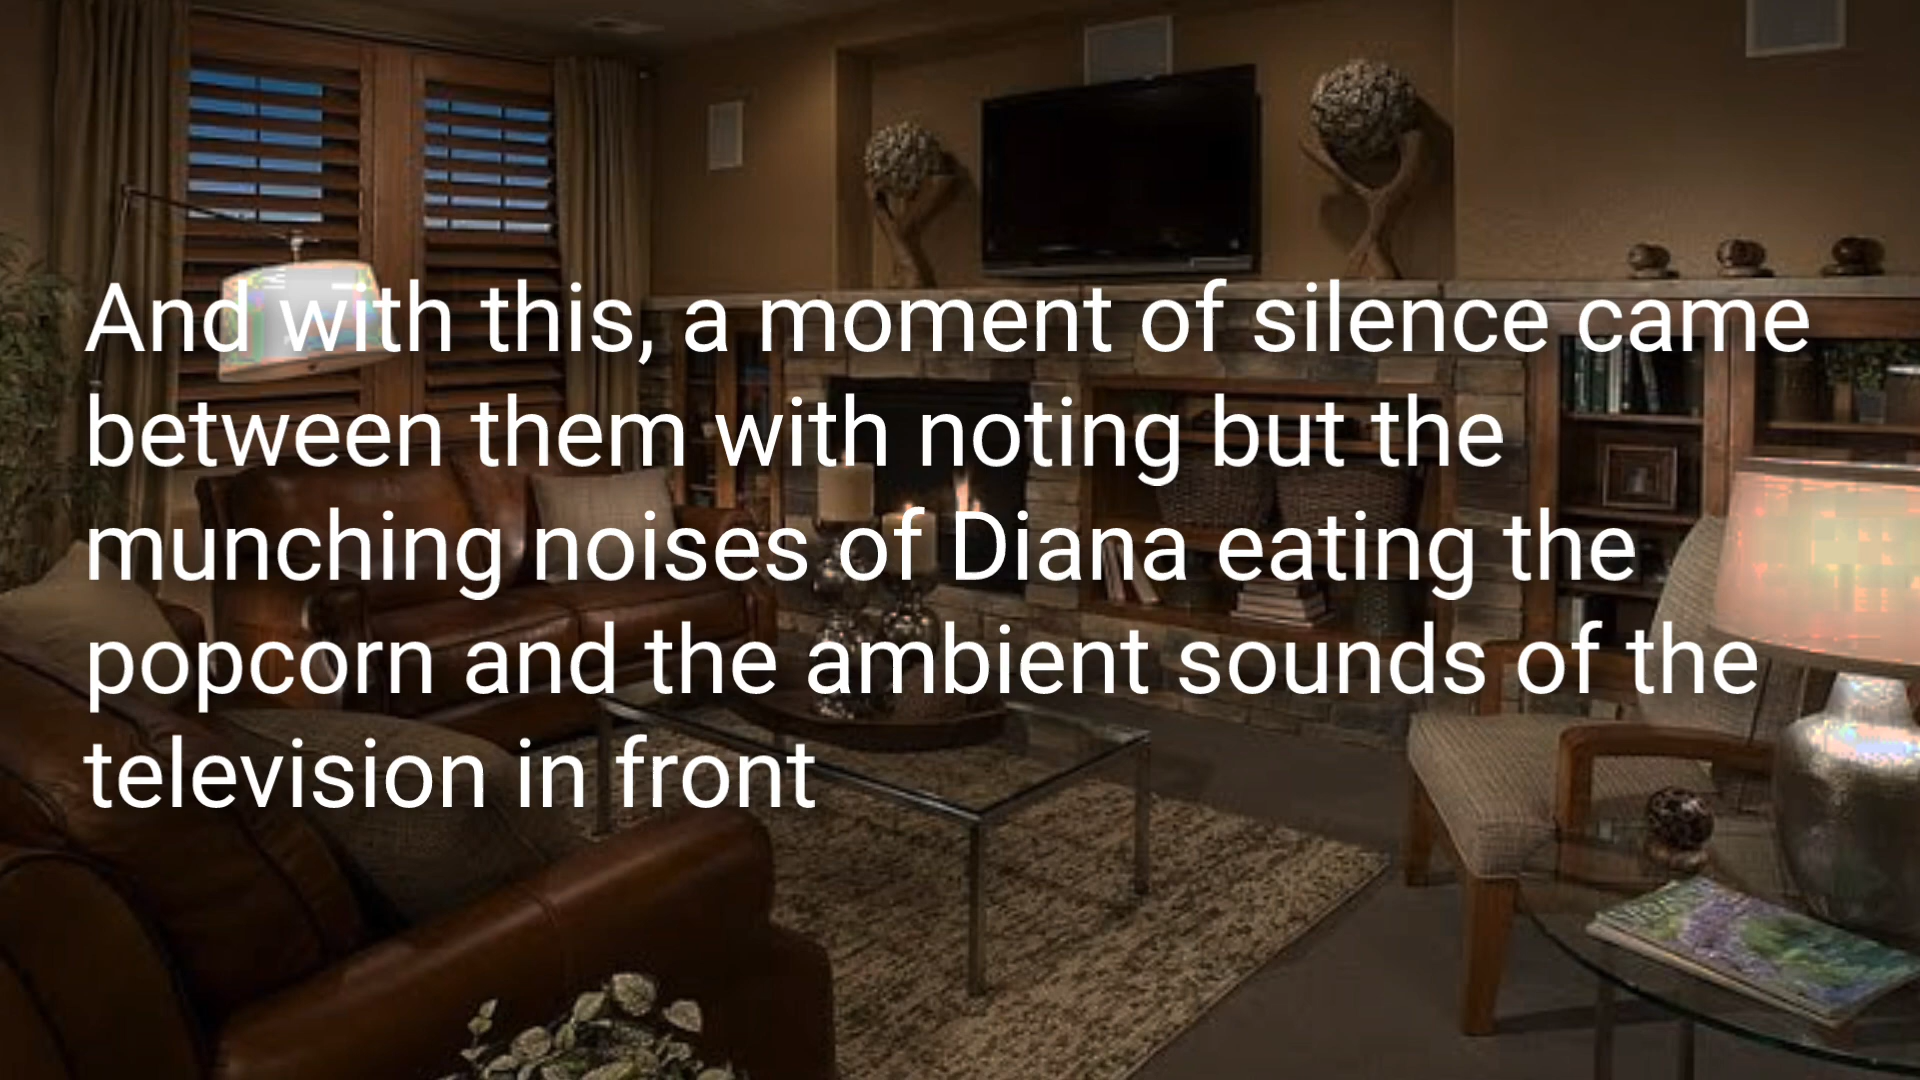 And with this, a moment of silence came
between them with noting but the
munching noises of Diana eating the
popcorn and the ambient sounds of the
television in front